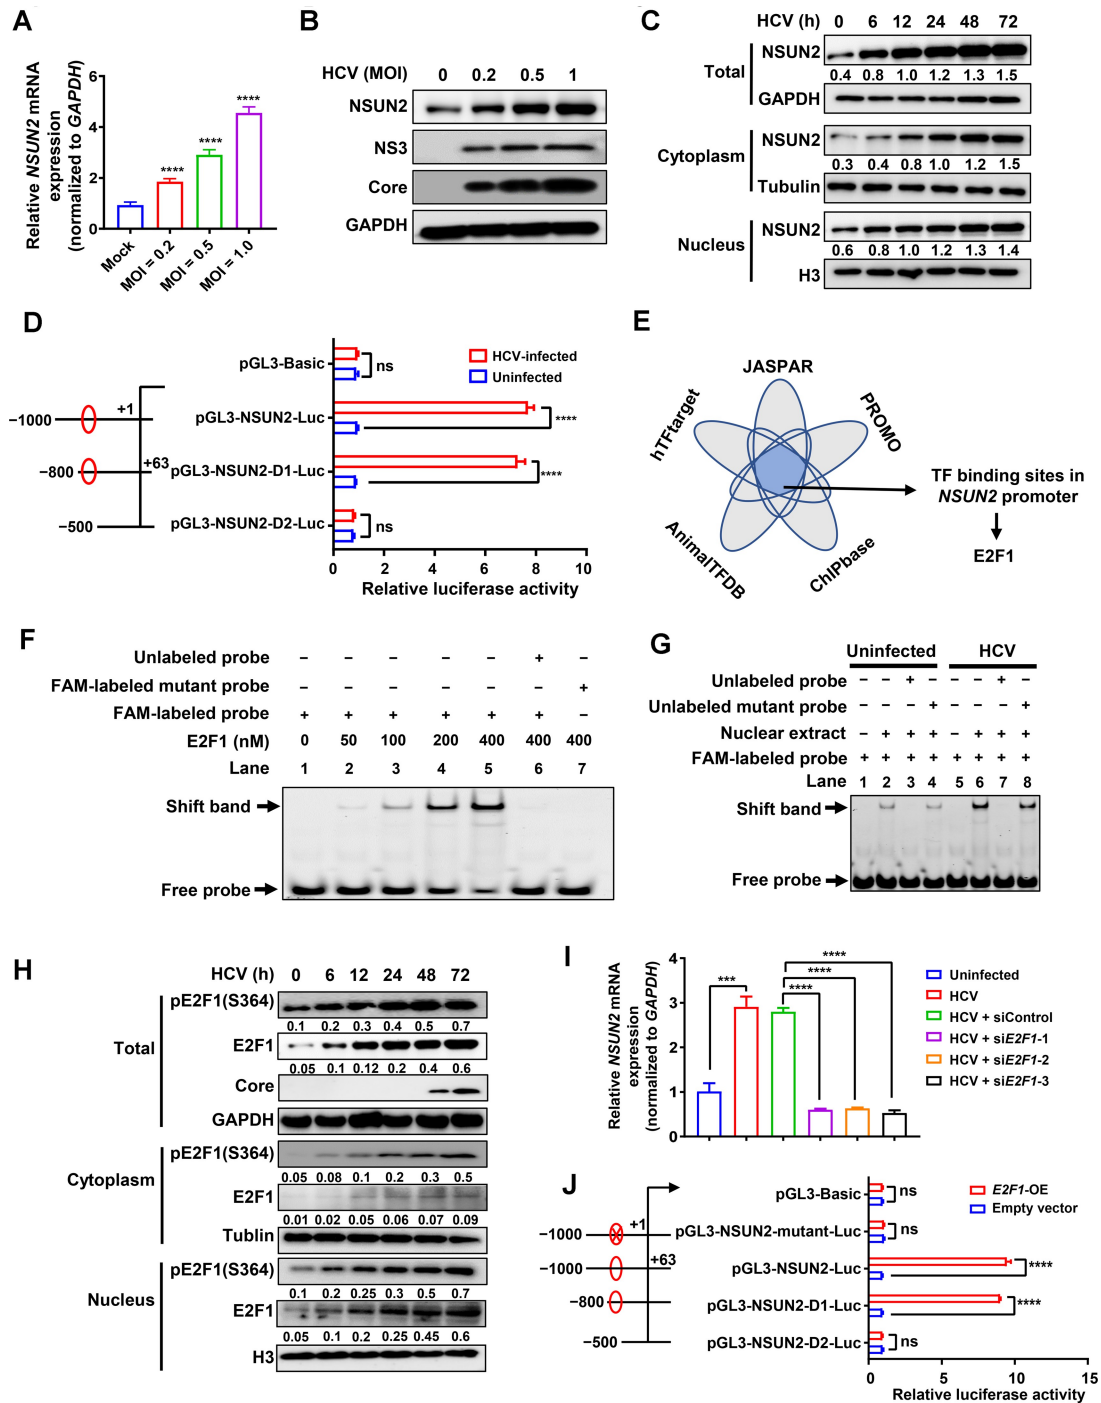 A
Relative NSUN2 mRNA
expression
(normalized to GAPDH)
6
4
2
0
****
****
****
Mock
MOI = 0.2
MOI = 0.5
MOI = 1.0
B
HCV (MOI) 0 0.2 0.5 1
NSUN2
NS3
Core
GAPDH
C
HCV (h) 0 6 12 24 48 72
Total
NSUN2
0.4 0.8 1.0 1.2 1.3 1.5
GAPDH
Cytoplasm
NSUN2
0.3 0.4 0.8 1.0 1.2 1.5
Tubulin
Nucleus
NSUN2
0.6 0.8 1.0 1.2 1.3 1.4
H3
D
HCV-infected
Uninfected
−1000 +1
−800 +63
−500
pGL3-Basic ns
pGL3-NSUN2-Luc ****
pGL3-NSUN2-D1-Luc ****
pGL3-NSUN2-D2-Luc ns
0 2 4 6 8 10
Relative luciferase activity
E
JASPAR
PROMO
ChIPbase
AnimalTFDB
hTFtarget
TF binding sites in
NSUN2 promoter
E2F1
F
Unlabeled probe − − − − − + −
FAM-labeled mutant probe − − − − − − +
FAM-labeled probe + + + + + + −
E2F1 (nM) 0 50 100 200 400 400 400
Lane 1 2 3 4 5 6 7
Shift band
Free probe
G
Uninfected HCV
Unlabeled probe − − + − − − + −
Unlabeled mutant probe − − − + − − − +
Nuclear extract − + + + − + + +
FAM-labeled probe + + + + + + + +
Lane 1 2 3 4 5 6 7 8
Shift band
Free probe
H
HCV (h) 0 6 12 24 48 72
Total
pE2F1(S364)
0.1 0.2 0.3 0.4 0.5 0.7
E2F1
0.05 0.1 0.12 0.2 0.4 0.6
Core
GAPDH
Cytoplasm
pE2F1(S364)
0.05 0.08 0.1 0.2 0.3 0.5
E2F1
0.01 0.02 0.05 0.06 0.07 0.09
Tublin
Nucleus
pE2F1(S364)
0.1 0.2 0.25 0.3 0.5 0.7
E2F1
0.05 0.1 0.2 0.25 0.45 0.6
H3
I
Relative NSUN2 mRNA
expression
(normalized to GAPDH)
4
3
2
1
0
***
****
****
****
Uninfected
HCV
HCV + siControl
HCV + siE2F1-1
HCV + siE2F1-2
HCV + siE2F1-3
J
E2F1-OE
Empty vector
−1000 +1
−1000 +63
−800
−500
pGL3-Basic ns
pGL3-NSUN2-mutant-Luc ns
pGL3-NSUN2-Luc ****
pGL3-NSUN2-D1-Luc ****
pGL3-NSUN2-D2-Luc ns
0 5 10 15
Relative luciferase activity